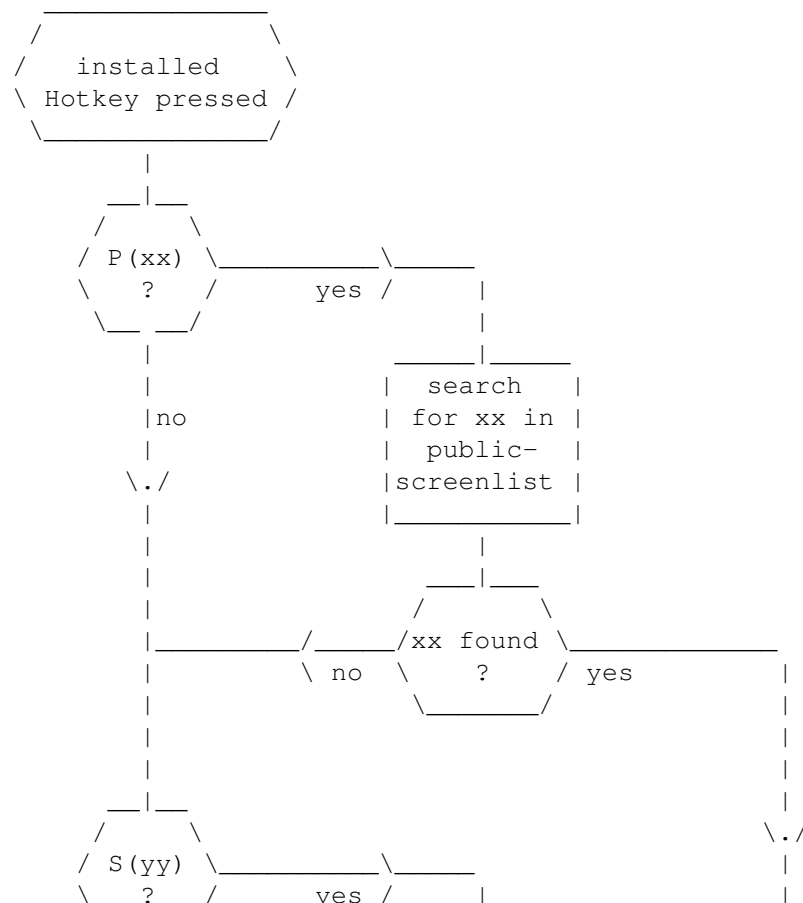 installed
Hotkey pressed
P(xx)
?
yes
search
no
for xx in
public-
screenlist
xx found
no
?
yes
S(yy)
?
yes